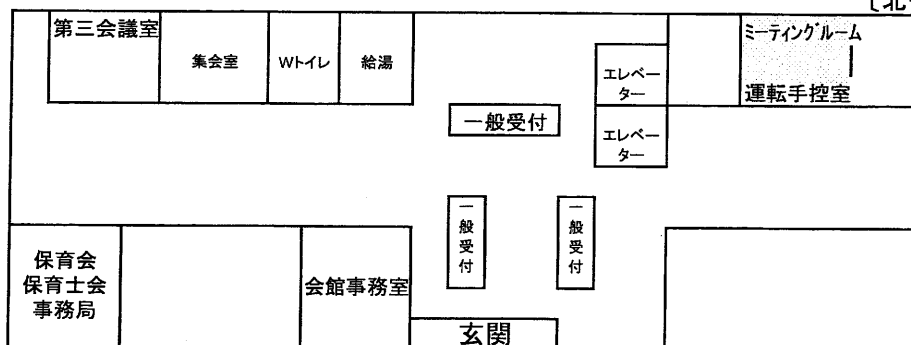 〔北
第三会議室
集会室
Wトイレ
給湯
エレベー
ター
ミーティングルーム
運転手控室
一般受付
エレベー
ター
一般受付
一般受付
保育会
保育士会
事務局
会館事務室
玄関